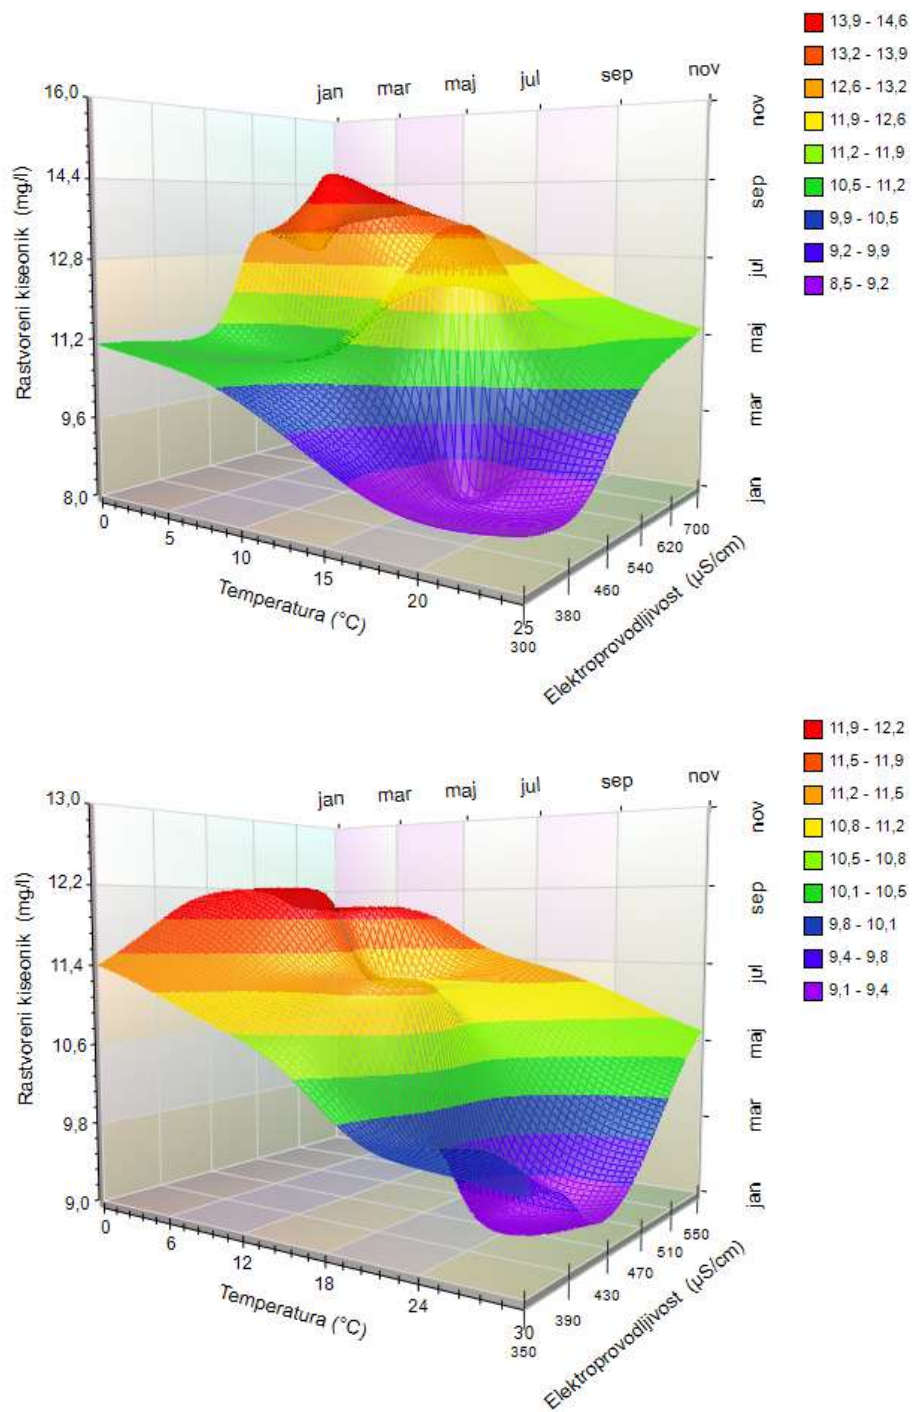 13,9 - 14,6
13,2 - 13,9
12,6 - 13,2
11,9 - 12,6
11,2 - 11,9
10,5 - 11,2
9,9 - 10,5
9,2 - 9,9
8,5 - 9,2
jan mar maj jul sep nov
nov
sep
jul
maj
mar
jan
16,0
14,4
12,8
11,2
9,6
8,0
Rastvoreni kiseonik (mg/l)
0 5 10 15 20 25
Temperatura (°C)
300 380 460 540 620 700
Elektroprovodljivost (µS/cm)
11,9 - 12,2
11,5 - 11,9
11,2 - 11,5
10,8 - 11,2
10,5 - 10,8
10,1 - 10,5
9,8 - 10,1
9,4 - 9,8
9,1 - 9,4
jan mar maj jul sep nov
nov
sep
jul
maj
mar
jan
13,0
12,2
11,4
10,6
9,8
9,0
Rastvoreni kiseonik (mg/l)
0 6 12 18 24 30
Temperatura (°C)
350 390 430 470 510 550
Elektroprovodljivost (µS/cm)